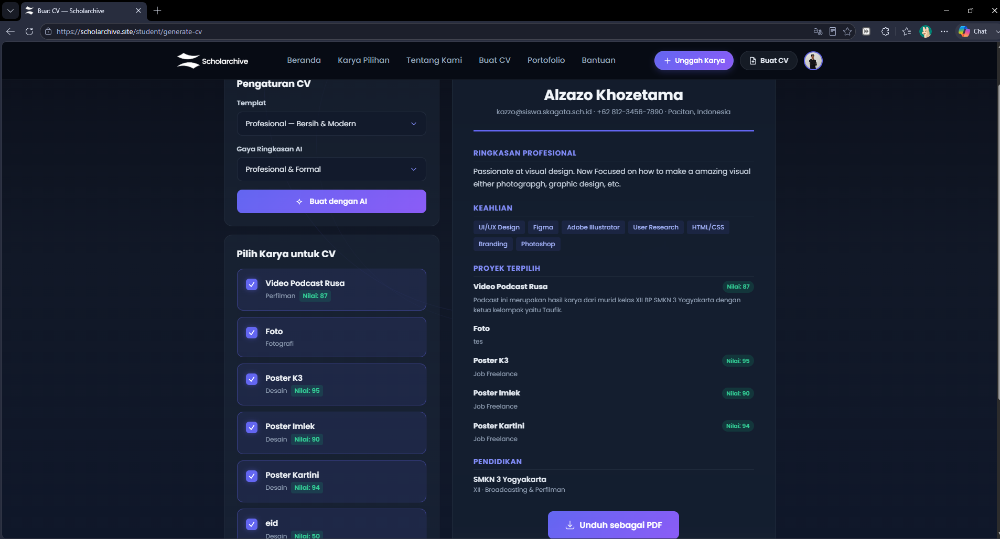 Buat CV — Scholarchive
https://scholarchive.site/student/generate-cv
Chat
Scholarchive
Beranda
Karya Pilihan
Tentang Kami
Buat CV
Portofolio
Bantuan
Unggah Karya
Buat CV
Pengaturan CV
Templat
Profesional — Bersih & Modern
Gaya Ringkasan AI
Profesional & Formal
Buat dengan AI
Pilih Karya untuk CV
Video Podcast Rusa
Perfilman Nilai: 87
Foto
Fotografi
Poster K3
Desain Nilai: 95
Poster Imlek
Desain Nilai: 90
Poster Kartini
Desain Nilai: 94
eid
Desain Nilai: 50
Alzazo Khozetama
kazzo@siswa.skagata.sch.id · +62 812-3456-7890 · Pacitan, Indonesia
RINGKASAN PROFESIONAL
Passionate at visual design. Now Focused on how to make a amazing visual
either photograpgh, graphic design, etc.
KEAHLIAN
UI/UX Design Figma Adobe Illustrator User Research HTML/CSS
Branding Photoshop
PROYEK TERPILIH
Video Podcast Rusa Nilai: 87
Podcast ini merupakan hasil karya dari murid kelas XII BP SMKN 3 Yogyakarta dengan
ketua kelompok yaitu Taufik.
Foto
tes
Poster K3 Nilai: 95
Job Freelance
Poster Imlek Nilai: 90
Job Freelance
Poster Kartini Nilai: 94
Job Freelance
PENDIDIKAN
SMKN 3 Yogyakarta
XII · Broadcasting & Perfilman
Unduh sebagai PDF